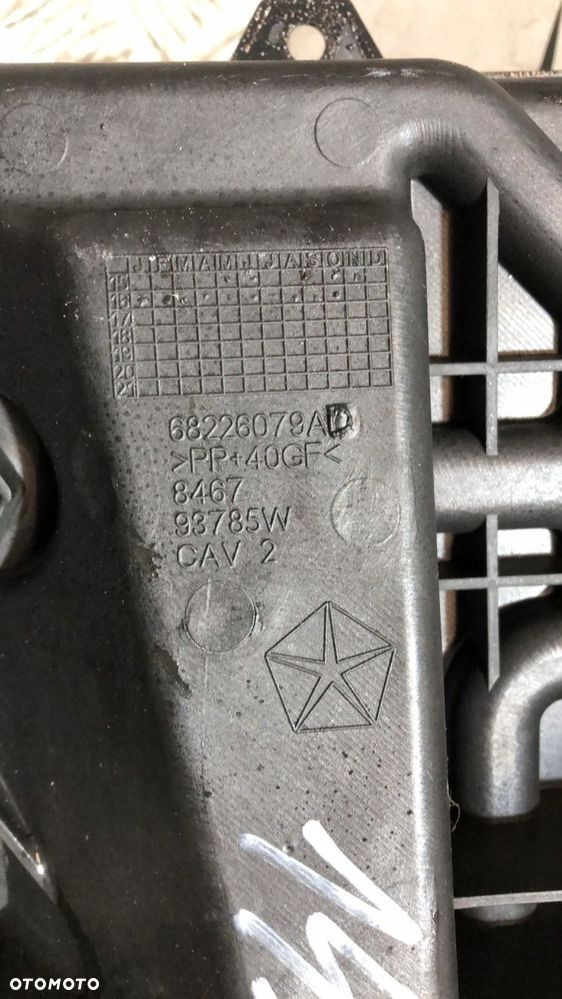 J F M A M J J A S O N D
15
16
17
18
19
20
21
68226079AD
>PP+40GF<
8467
93785W
CAV 2
OTOMOTO